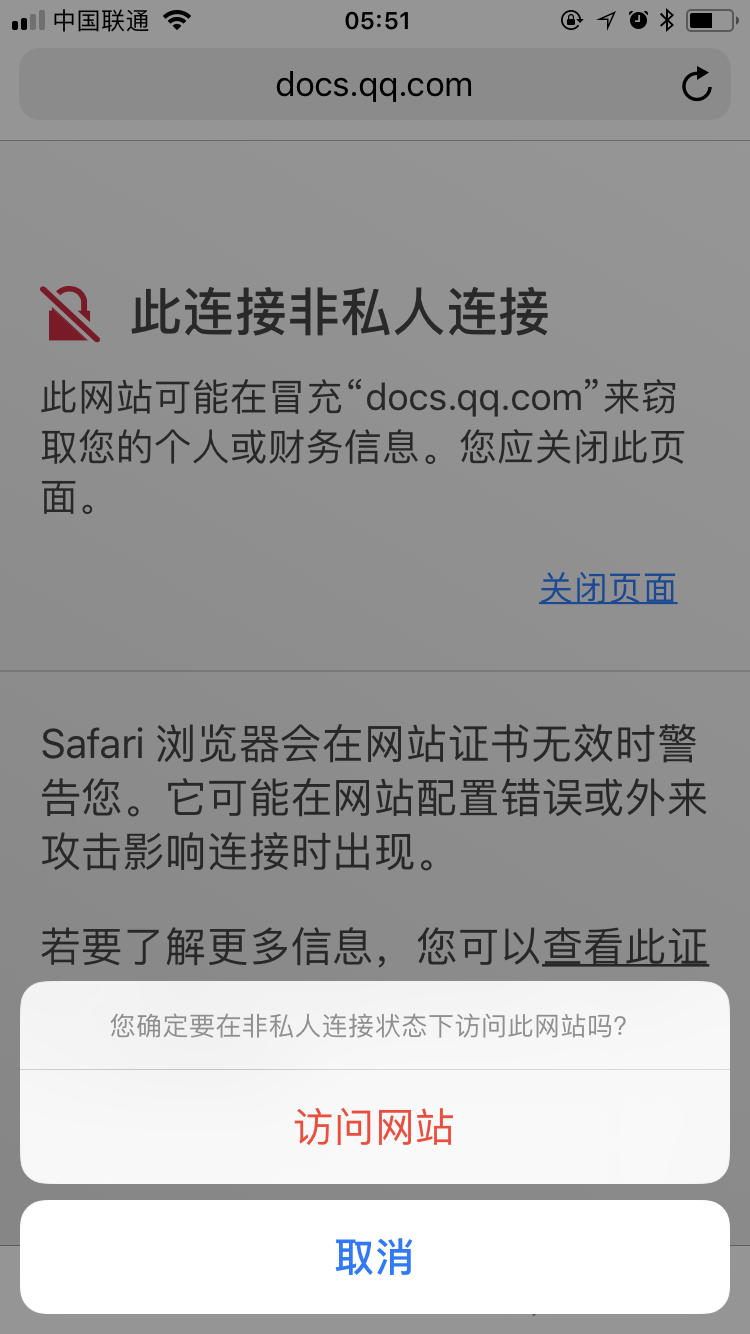 中国联通
05:51
docs.qq.com
此连接非私人连接
此网站可能在冒充“docs.qq.com”来窃
取您的个人或财务信息。您应关闭此页
面。
关闭页面
Safari 浏览器会在网站证书无效时警
告您。它可能在网站配置错误或外来
攻击影响连接时出现。
若要了解更多信息，您可以查看此证
您确定要在非私人连接状态下访问此网站吗?
访问网站
取消